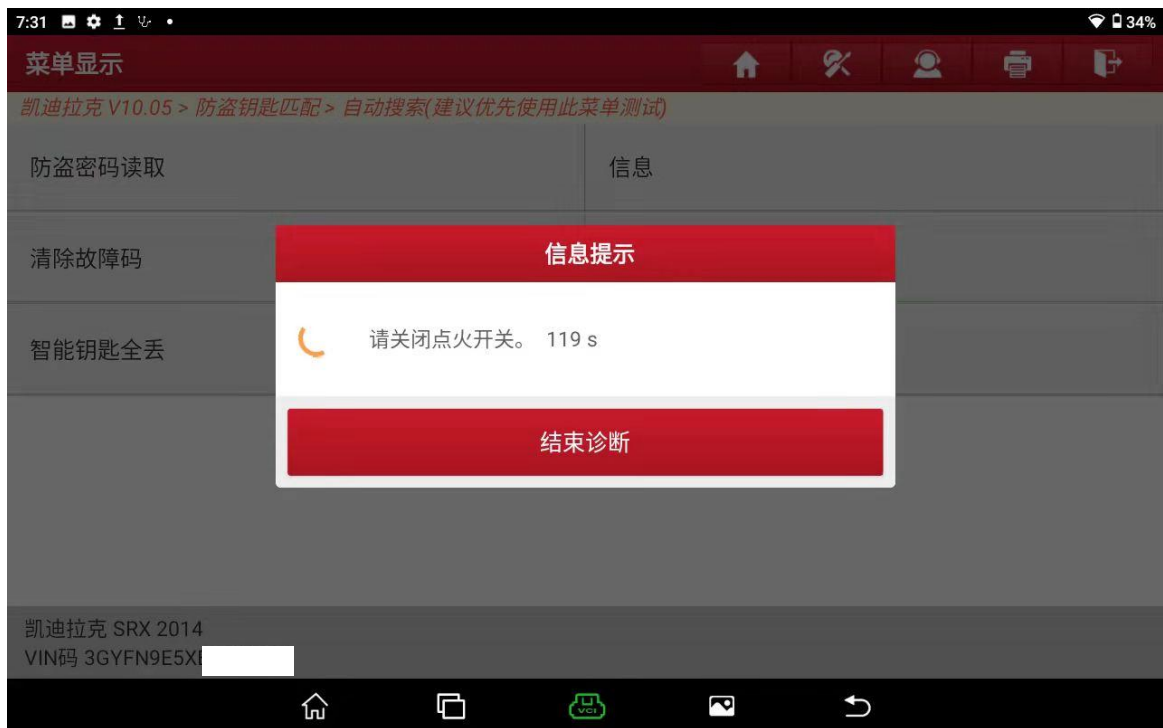 7:31
34%
菜单显示
凯迪拉克 V10.05 > 防盗钥匙匹配 > 自动搜索(建议优先使用此菜单测试)
防盗密码读取
信息
清除故障码
信息提示
智能钥匙全丢
请关闭点火开关。 119 s
结束诊断
凯迪拉克 SRX 2014
VIN码 3GYFN9E5X
VCI